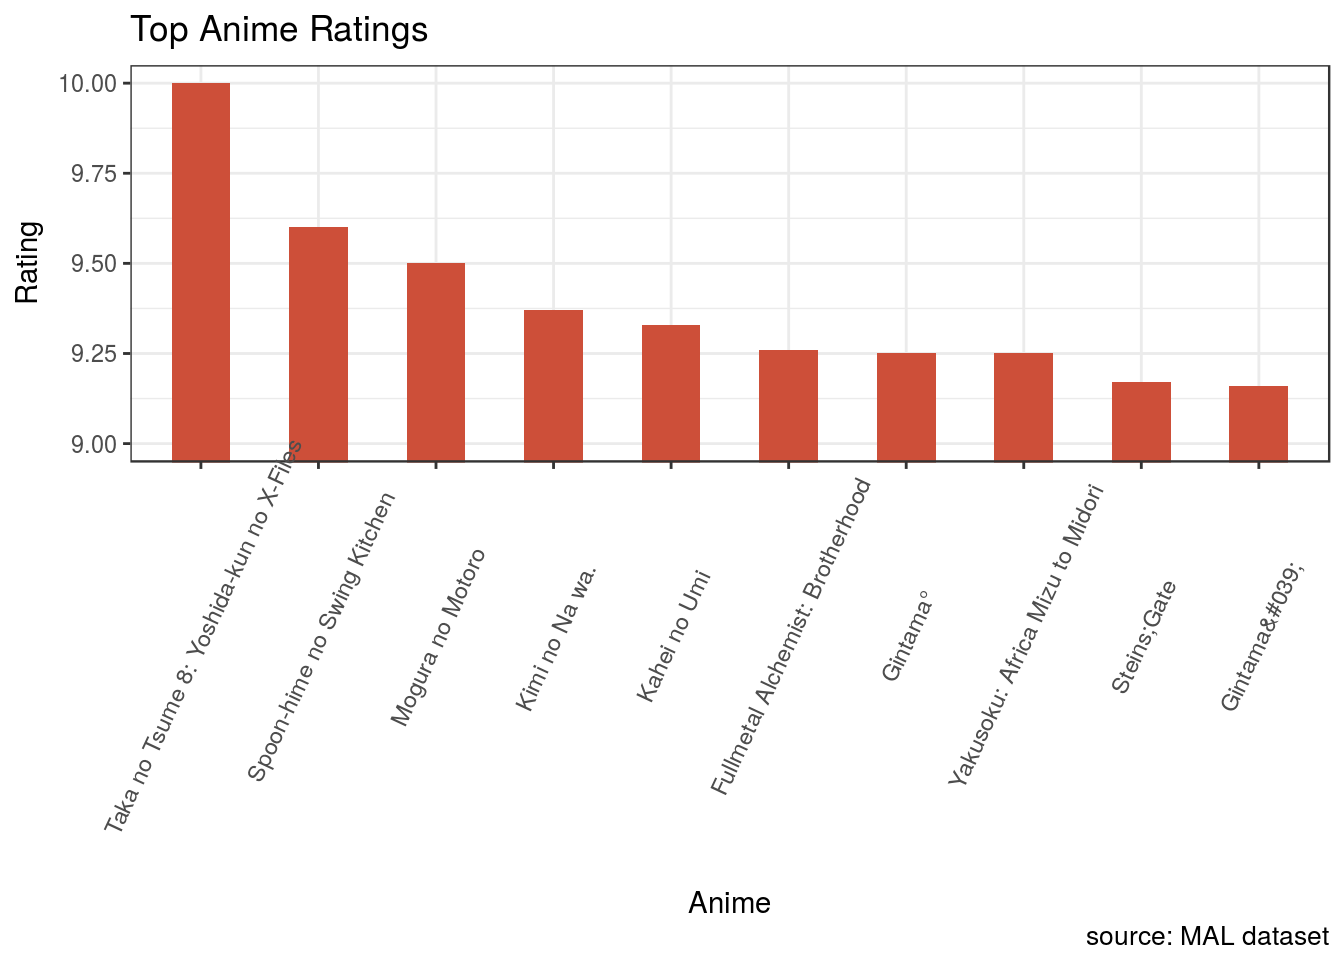 Top Anime Ratings
Rating
10.00
9.75
9.50
9.25
9.00
Taka no Tsume 8: Yoshida-kun no X-Files
Spoon-hime no Swing Kitchen
Mogura no Motoro
Kimi no Na wa.
Kahei no Umi
Fullmetal Alchemist: Brotherhood
Gintama°
Yakusoku: Africa Mizu to Midori
Steins;Gate
Gintama&#039;
Anime
source: MAL dataset